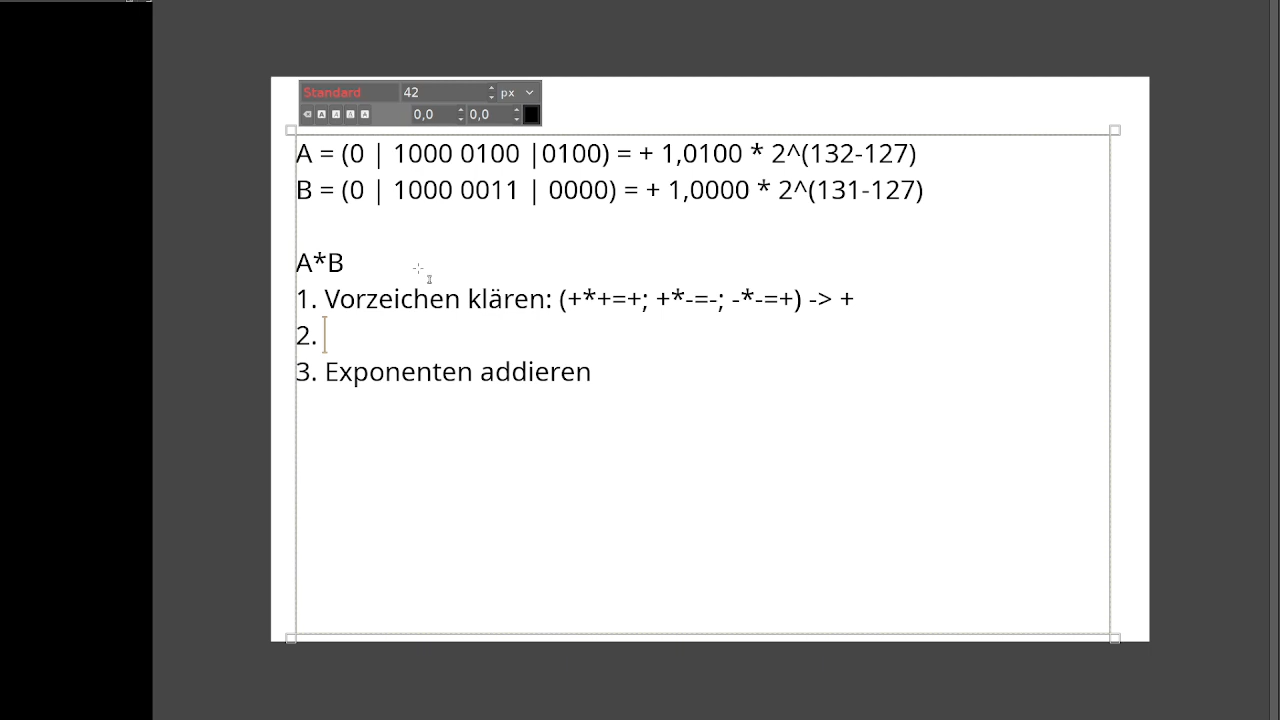 Standard 42 px
0,0 0,0
A = (0 | 1000 0100 |0100) = + 1,0100 * 2^(132-127)
B = (0 | 1000 0011 | 0000) = + 1,0000 * 2^(131-127)
A*B
1. Vorzeichen klären: (+*+=+; +*-=-; -*-=+) -> +
2.
3. Exponenten addieren